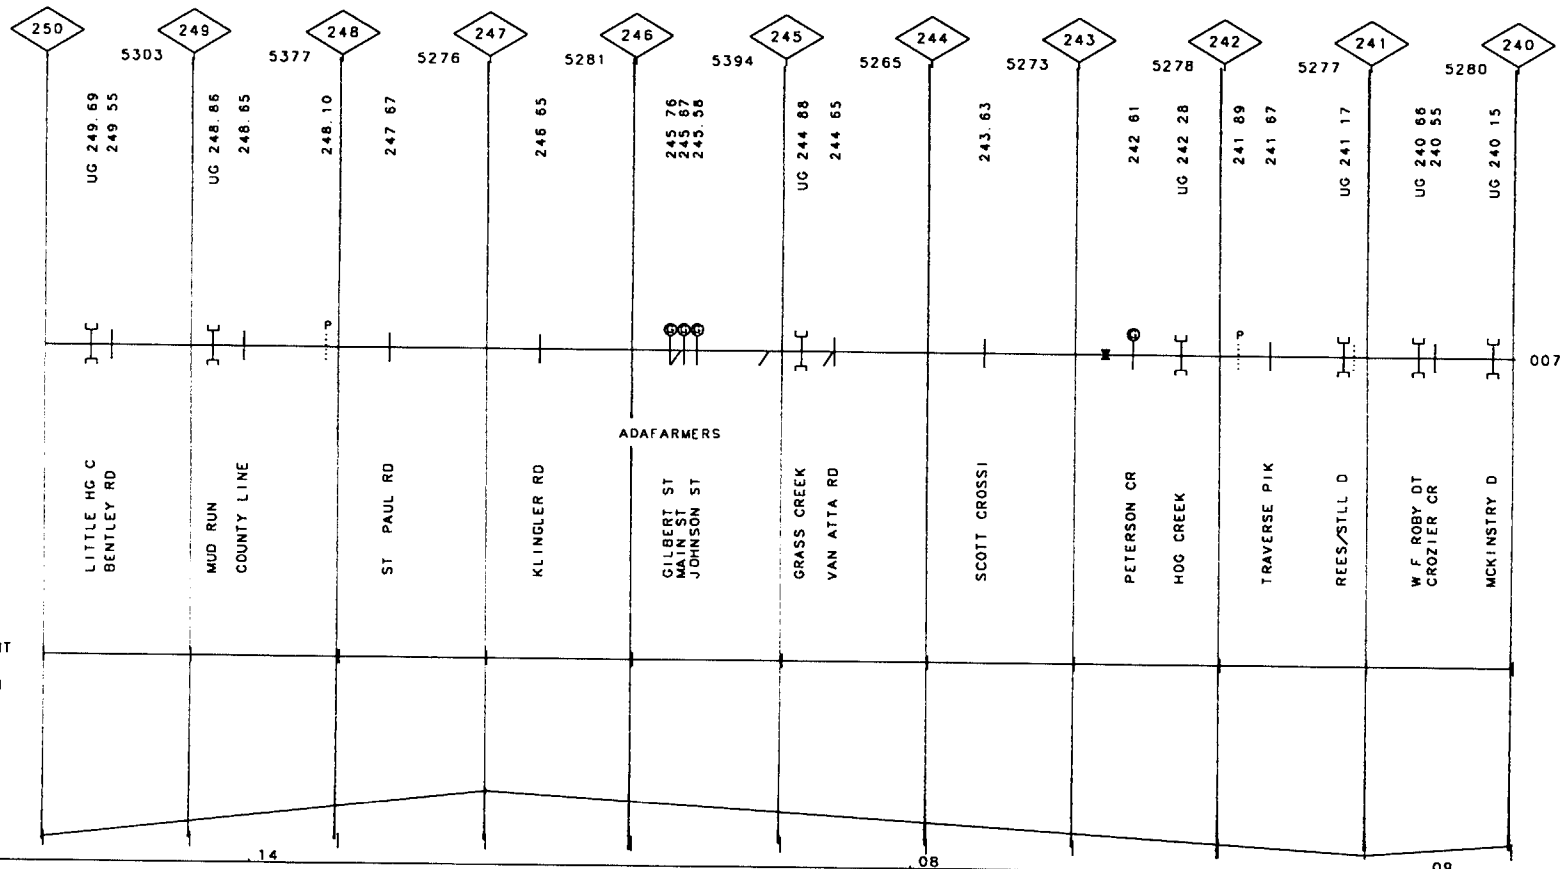 250
249
248
247
246
245
244
243
242
241
240
5303
5377
5276
5281
5394
5265
5273
5278
5277
5280
UG 249.69
249 55
UG 248.86
248.65
248.10
247 67
246 65
245 76
245 67
245.58
UG 244 88
244 65
243.63
242 61
UG 242 28
241 89
241 67
UG 241 17
UG 240 66
240 55
UG 240 15
P
G
G
G
G
P
007
ADAFARMERS
LITTLE HG C
BENTLEY RD
MUD RUN
COUNTY LINE
ST PAUL RD
KLINGLER RD
GILBERT ST
MAIN ST
JOHNSON ST
GRASS CREEK
VAN ATTA RD
SCOTT CROSSI
PETERSON CR
HOG CREEK
TRAVERSE PIK
REES/STLL D
W F ROBY DT
CROZIER CR
MCKINSTRY D
.14
.08